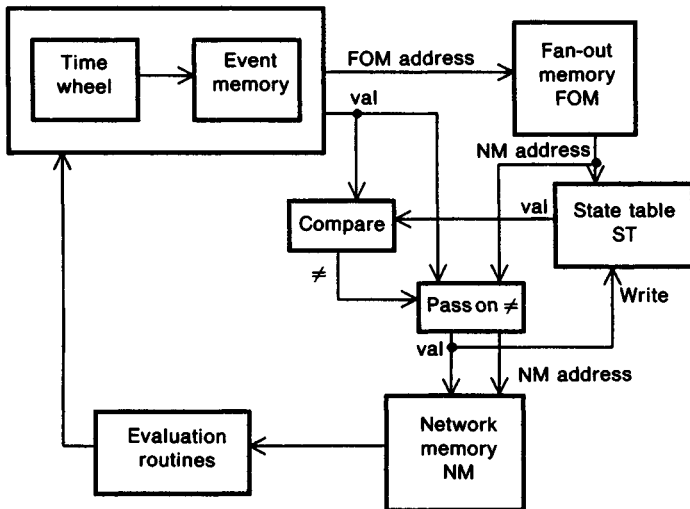 Time
wheel
Event
memory
FOM address
Fan-out
memory
FOM
val
NM address
Compare
val
State table
ST
≠
Pass on ≠
Write
val
NM address
Evaluation
routines
Network
memory
NM